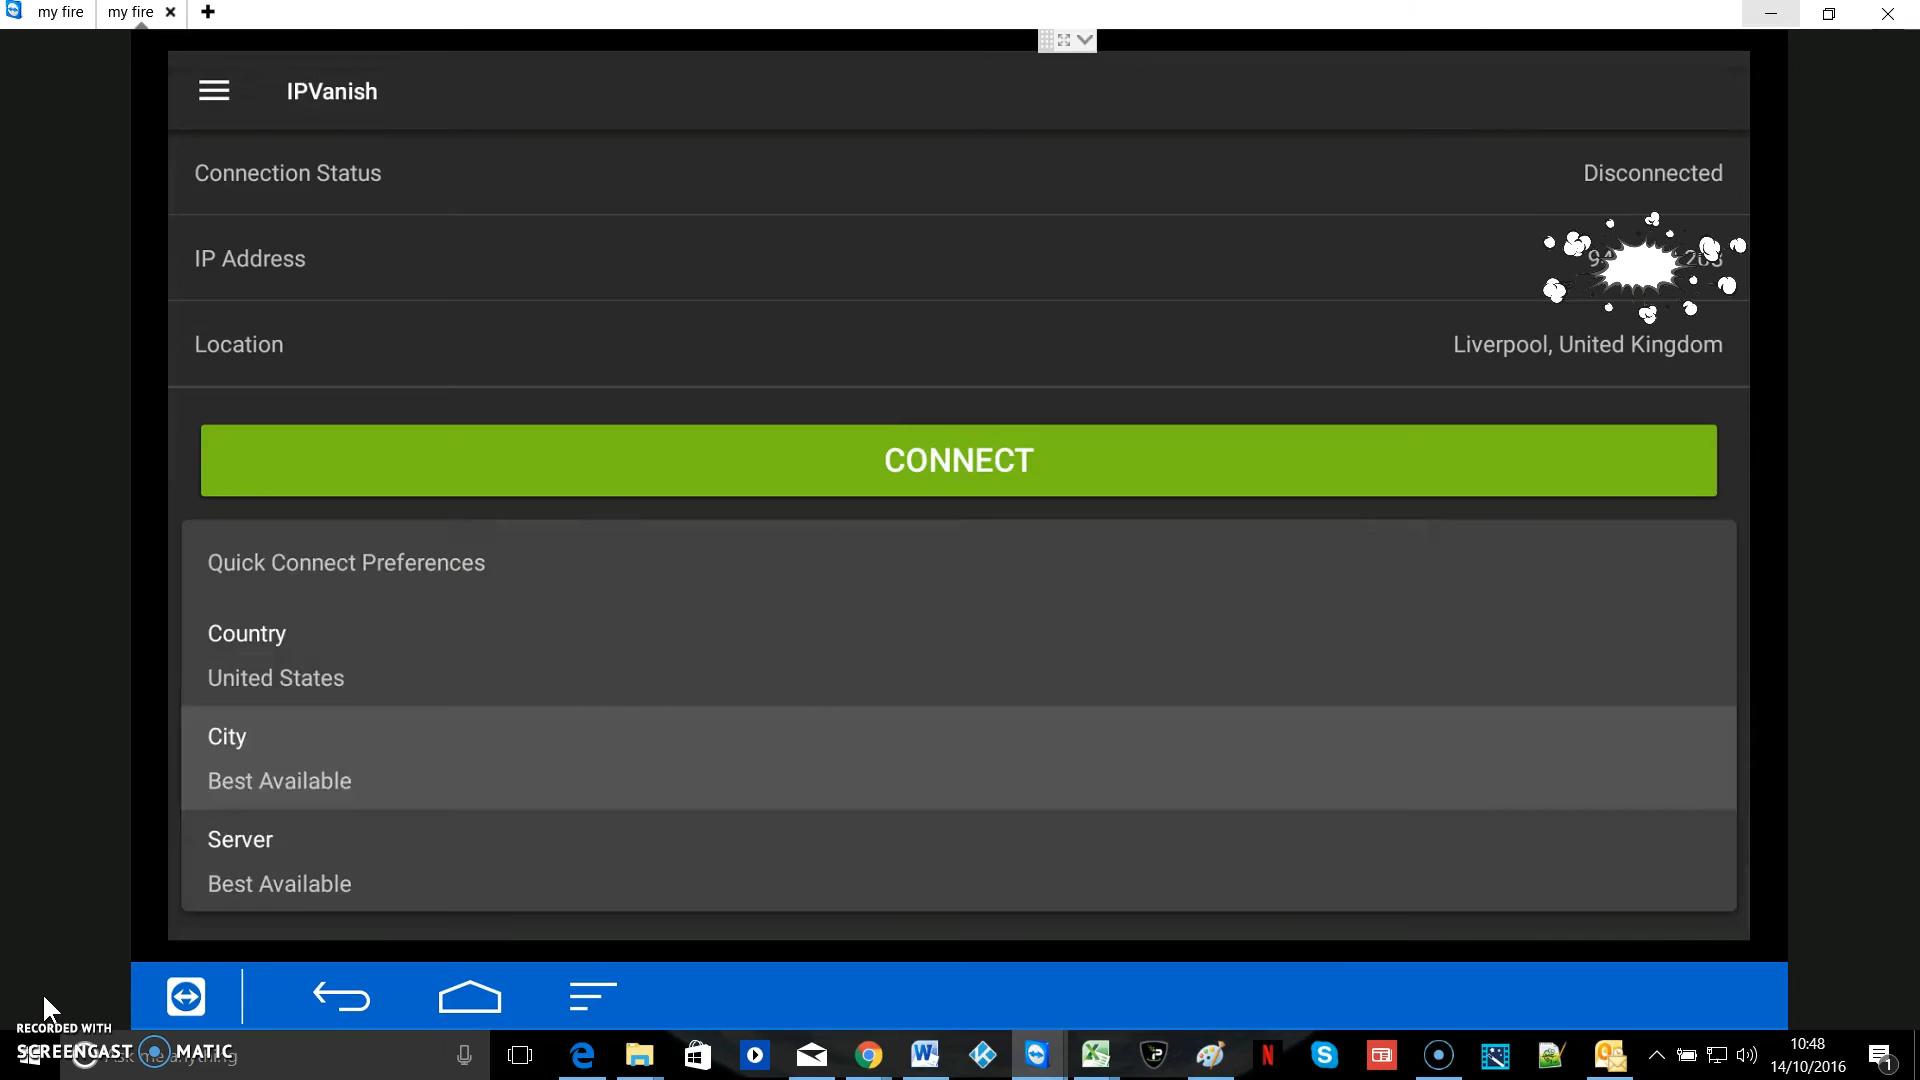 my fire
my fire
IPVanish
Connection Status
Disconnected
IP Address
Location
Liverpool, United Kingdom
CONNECT
Quick Connect Preferences
Country
United States
City
Best Available
Server
Best Available
RECORDED WITH
SCREENCAST MATIC
10:48
14/10/2016
1